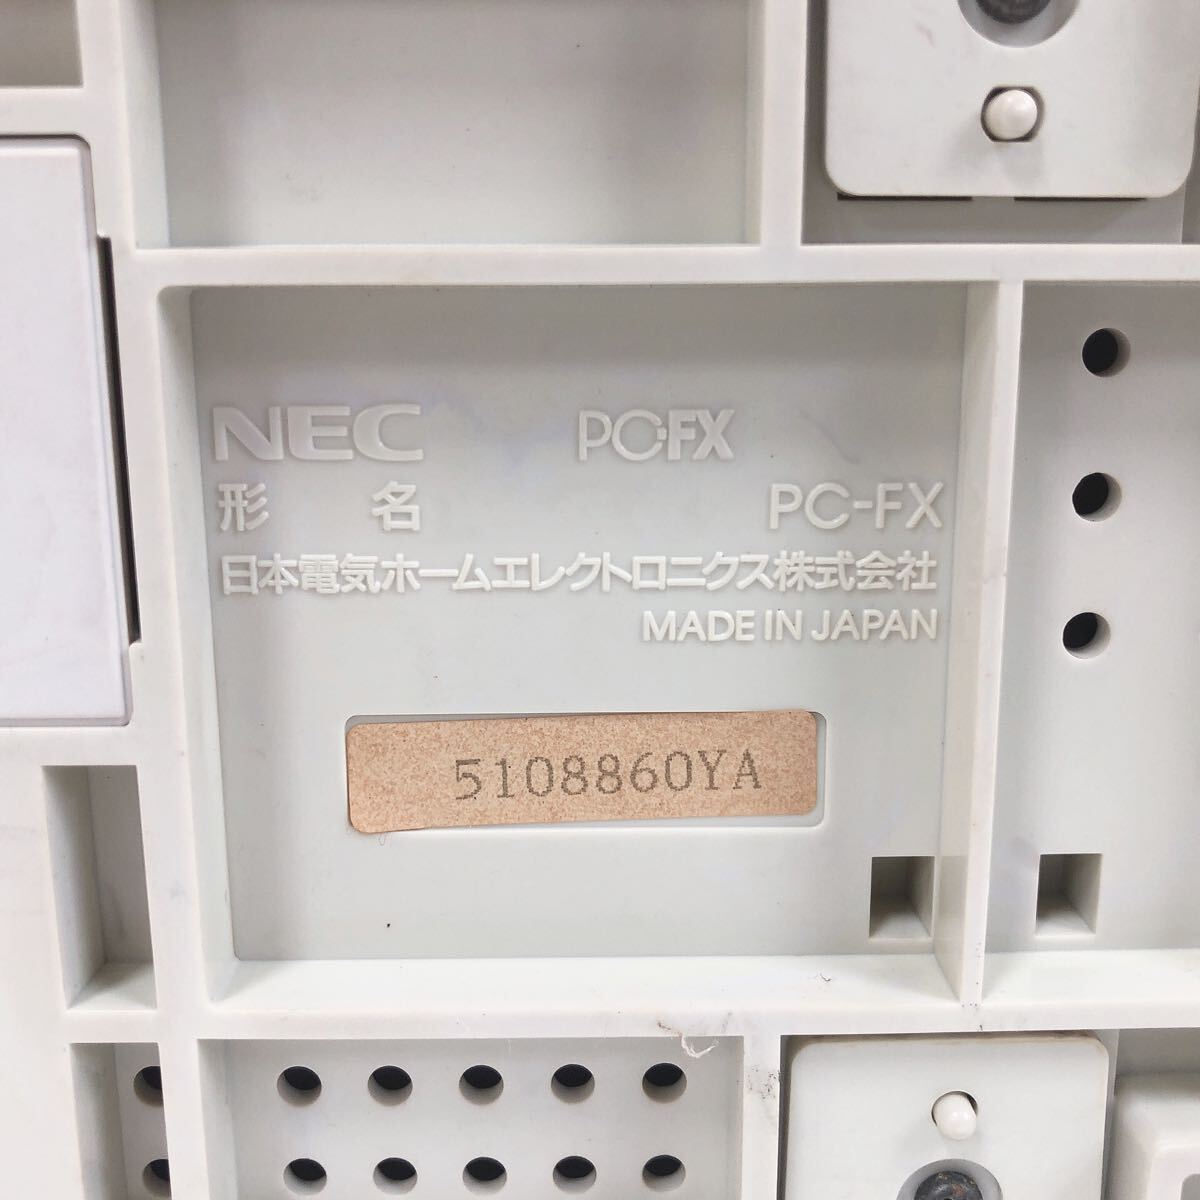 NEC PC-FX
形名 PC-FX
日本電気ホームエレクトロニクス株式会社
MADE IN JAPAN
5108860YA